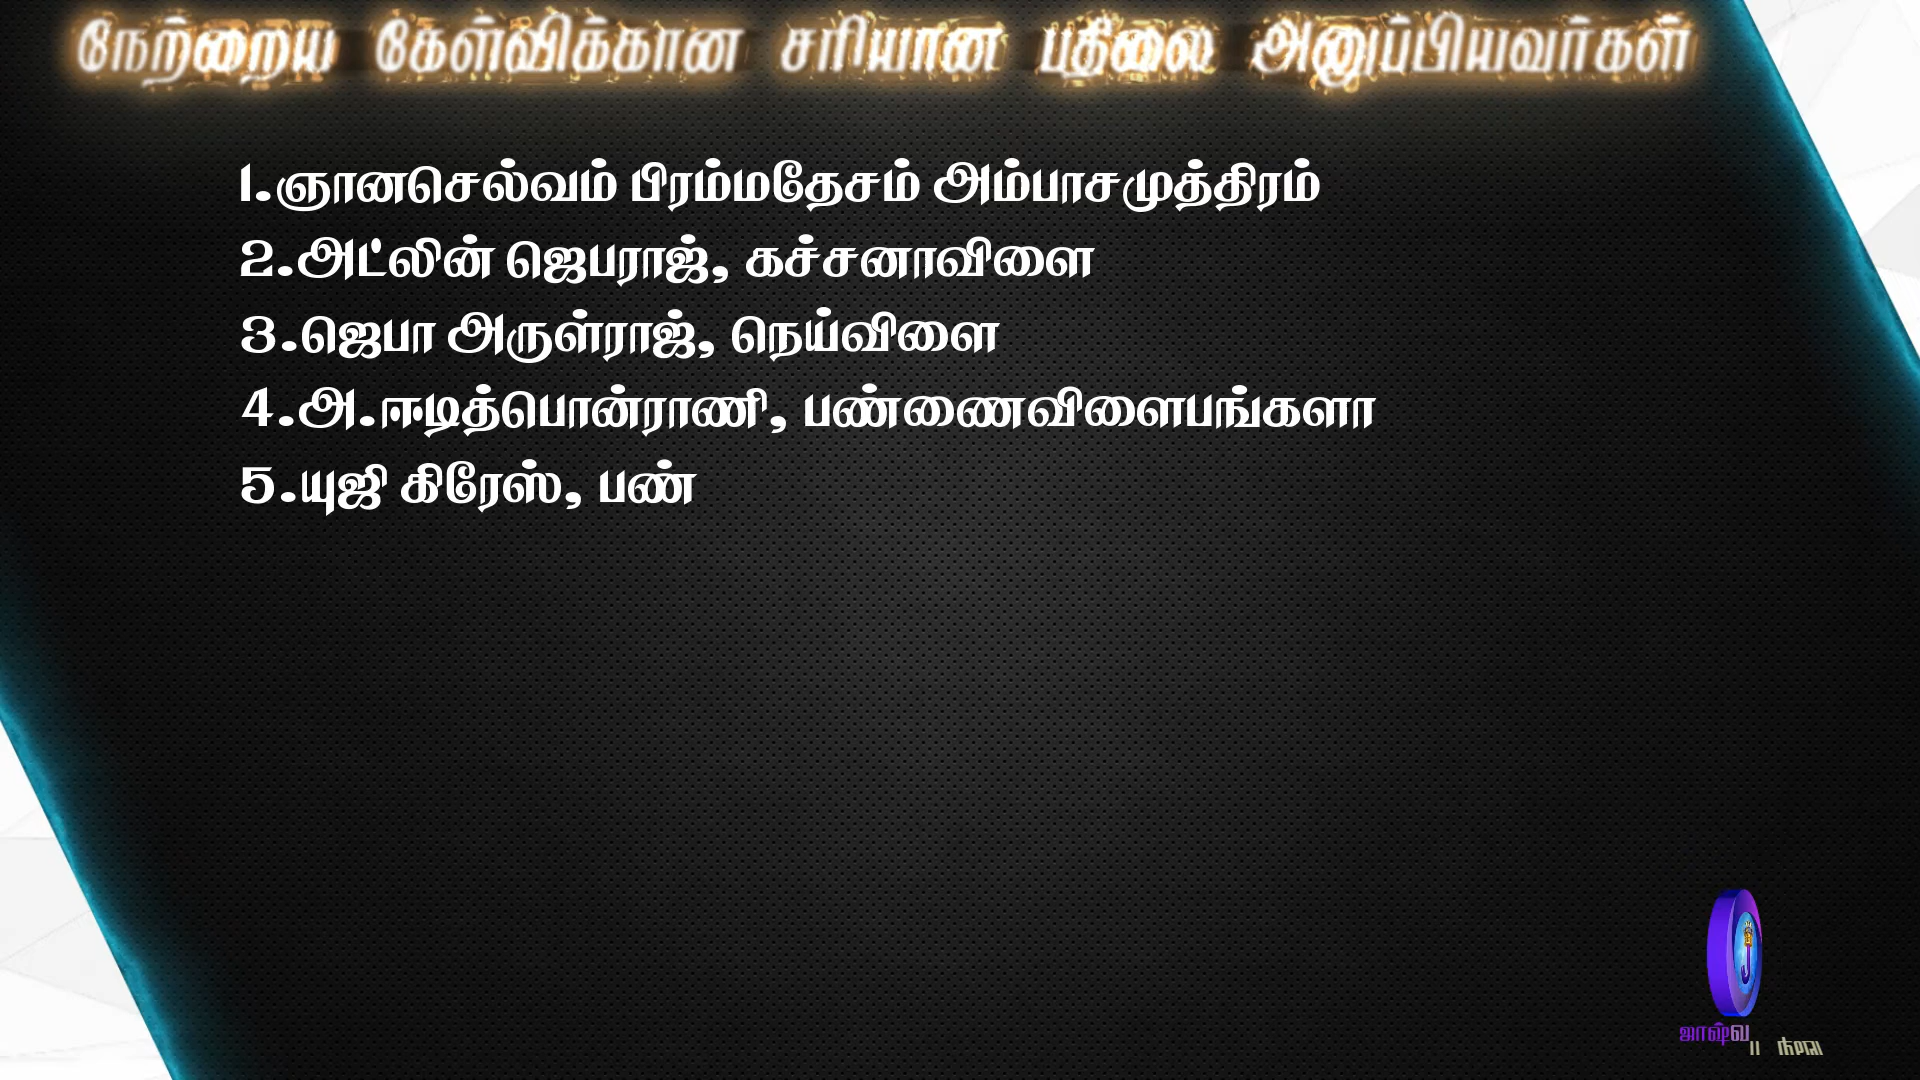 நேற்றைய கேள்விக்கான சரியான பதிலை அனுப்பியவர்கள்
1.ஞானசெல்வம் பிரம்மதேசம் அம்பாசமுத்திரம்
2.அட்லின் ஜெபராஜ், கச்சனாவிளை
3.ஜெபா அருள்ராஜ், நெய்விளை
4.அ.ஈடித்பொன்ராணி, பண்ணைவிளைபங்களா
5.யுஜி கிரேஸ், பண்